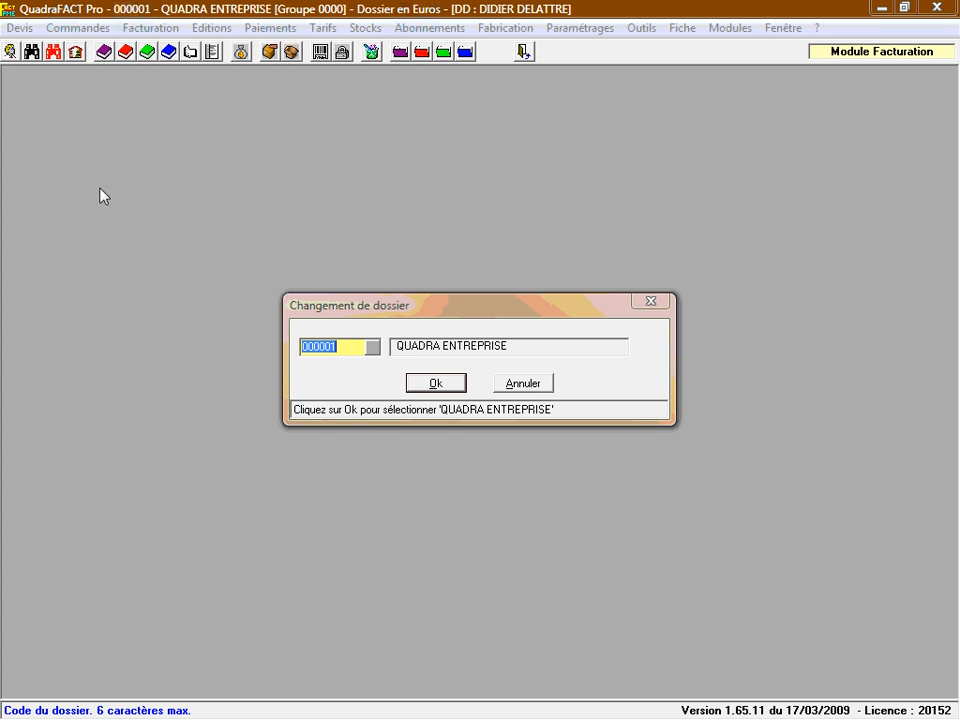 QuadraFACT Pro - 000001 - QUADRA ENTREPRISE [Groupe 0000] - Dossier en Euros - [DD : DIDIER DELATTRE]
Devis Commandes Facturation Editions Paiements Tarifs Stocks Abonnements Fabrication Paramétrages Outils Fiche Modules Fenêtre ?
Module Facturation
Changement de dossier
000001 QUADRA ENTREPRISE
Ok Annuler
Cliquez sur Ok pour sélectionner 'QUADRA ENTREPRISE'
Code du dossier. 6 caractères max. Version 1.65.11 du 17/03/2009 - Licence : 20152